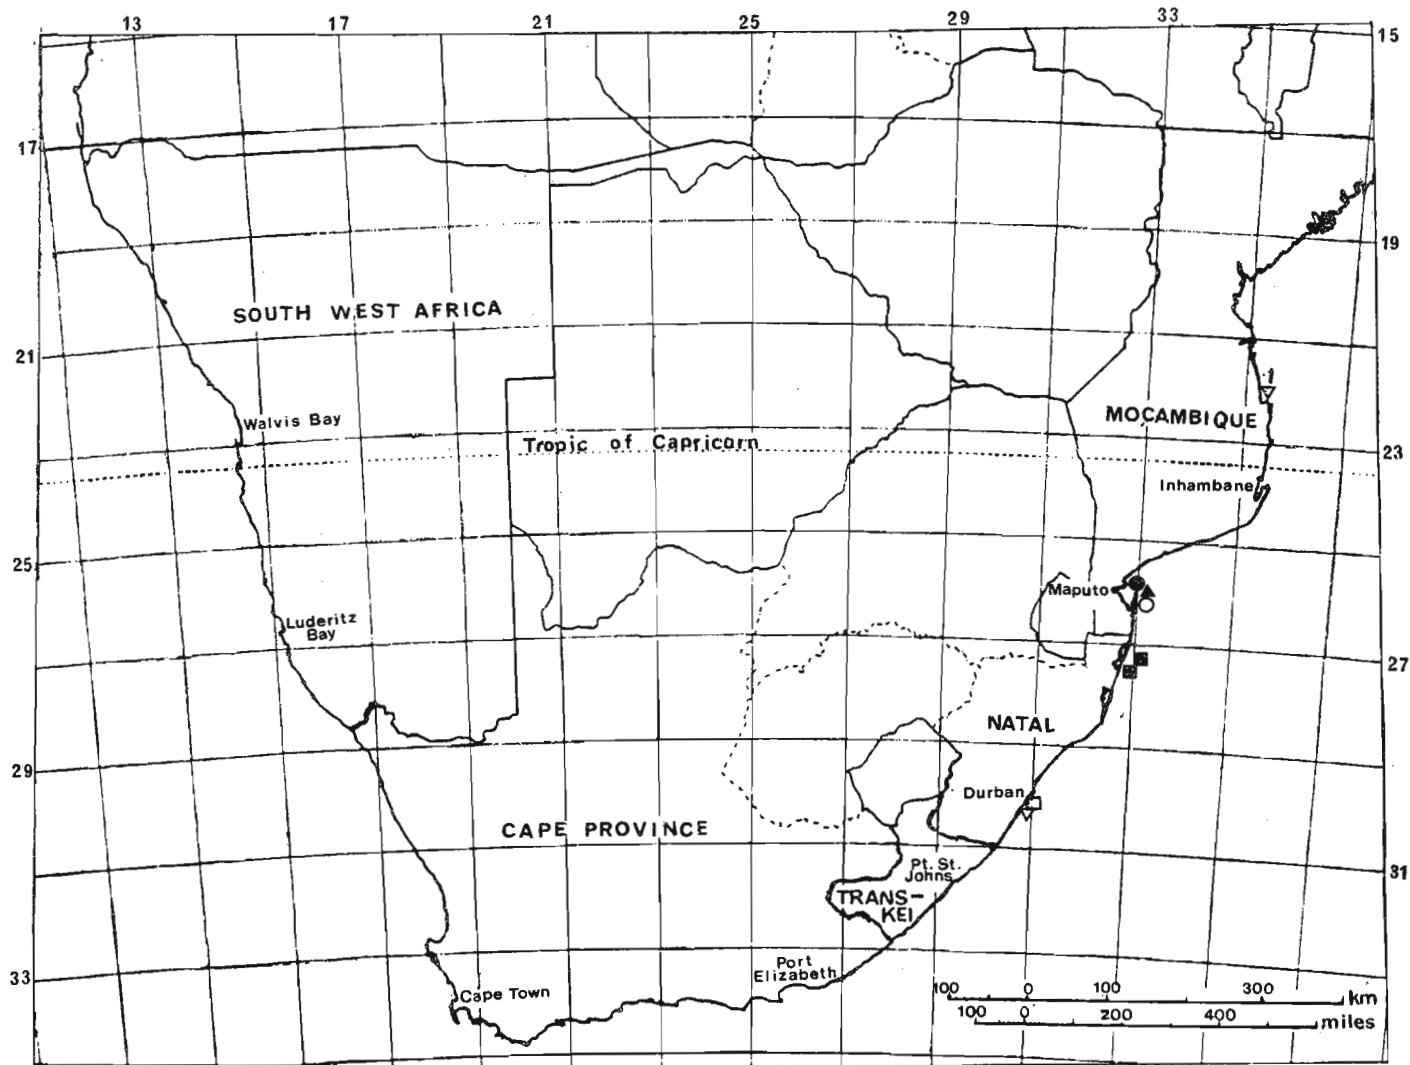 13 17 21 25 29 33
15
17
19
SOUTH WEST AFRICA
21
Walvis Bay
MOÇAMBIQUE
Tropic of Capricorn
23
Inhambane
25
Maputo
Luderitz
Bay
27
NATAL
29
Durban
CAPE PROVINCE
Pt. St.
Johns
31
TRANS-
KEI
Port
Elizabeth
33
Cape Town
100 0 100 300 km
100 0 200 400 miles